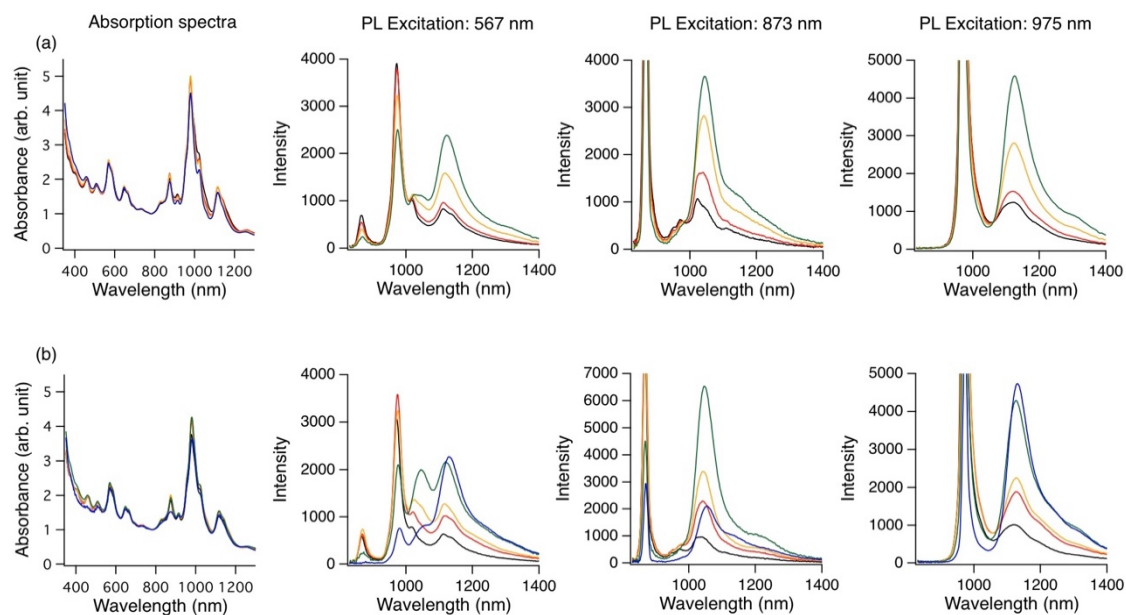 Absorption spectra
PL Excitation: 567 nm
PL Excitation: 873 nm
PL Excitation: 975 nm
(a)
Absorbance (arb. unit)
5
4
3
2
1
0
400 600 800 1000 1200
Wavelength (nm)
Intensity
4000
3000
2000
1000
0
1000 1200 1400
Wavelength (nm)
Intensity
4000
3000
2000
1000
0
1000 1200 1400
Wavelength (nm)
Intensity
5000
4000
3000
2000
1000
0
1000 1200 1400
Wavelength (nm)
(b)
Absorbance (arb. unit)
5
4
3
2
1
0
400 600 800 1000 1200
Wavelength (nm)
Intensity
4000
3000
2000
1000
0
1000 1200 1400
Wavelength (nm)
Intensity
7000
6000
5000
4000
3000
2000
1000
0
1000 1200 1400
Wavelength (nm)
Intensity
5000
4000
3000
2000
1000
0
1000 1200 1400
Wavelength (nm)